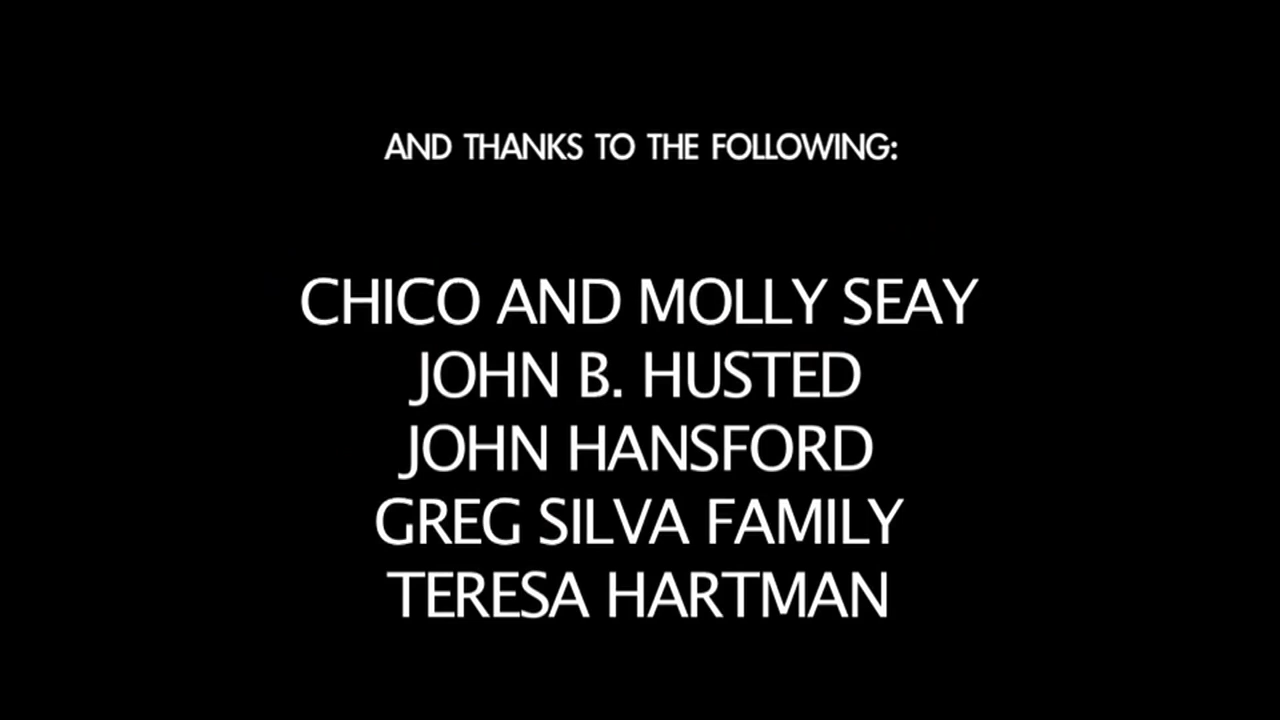 AND THANKS TO THE FOLLOWING:
CHICO AND MOLLY SEAY
JOHN B. HUSTED
JOHN HANSFORD
GREG SILVA FAMILY
TERESA HARTMAN